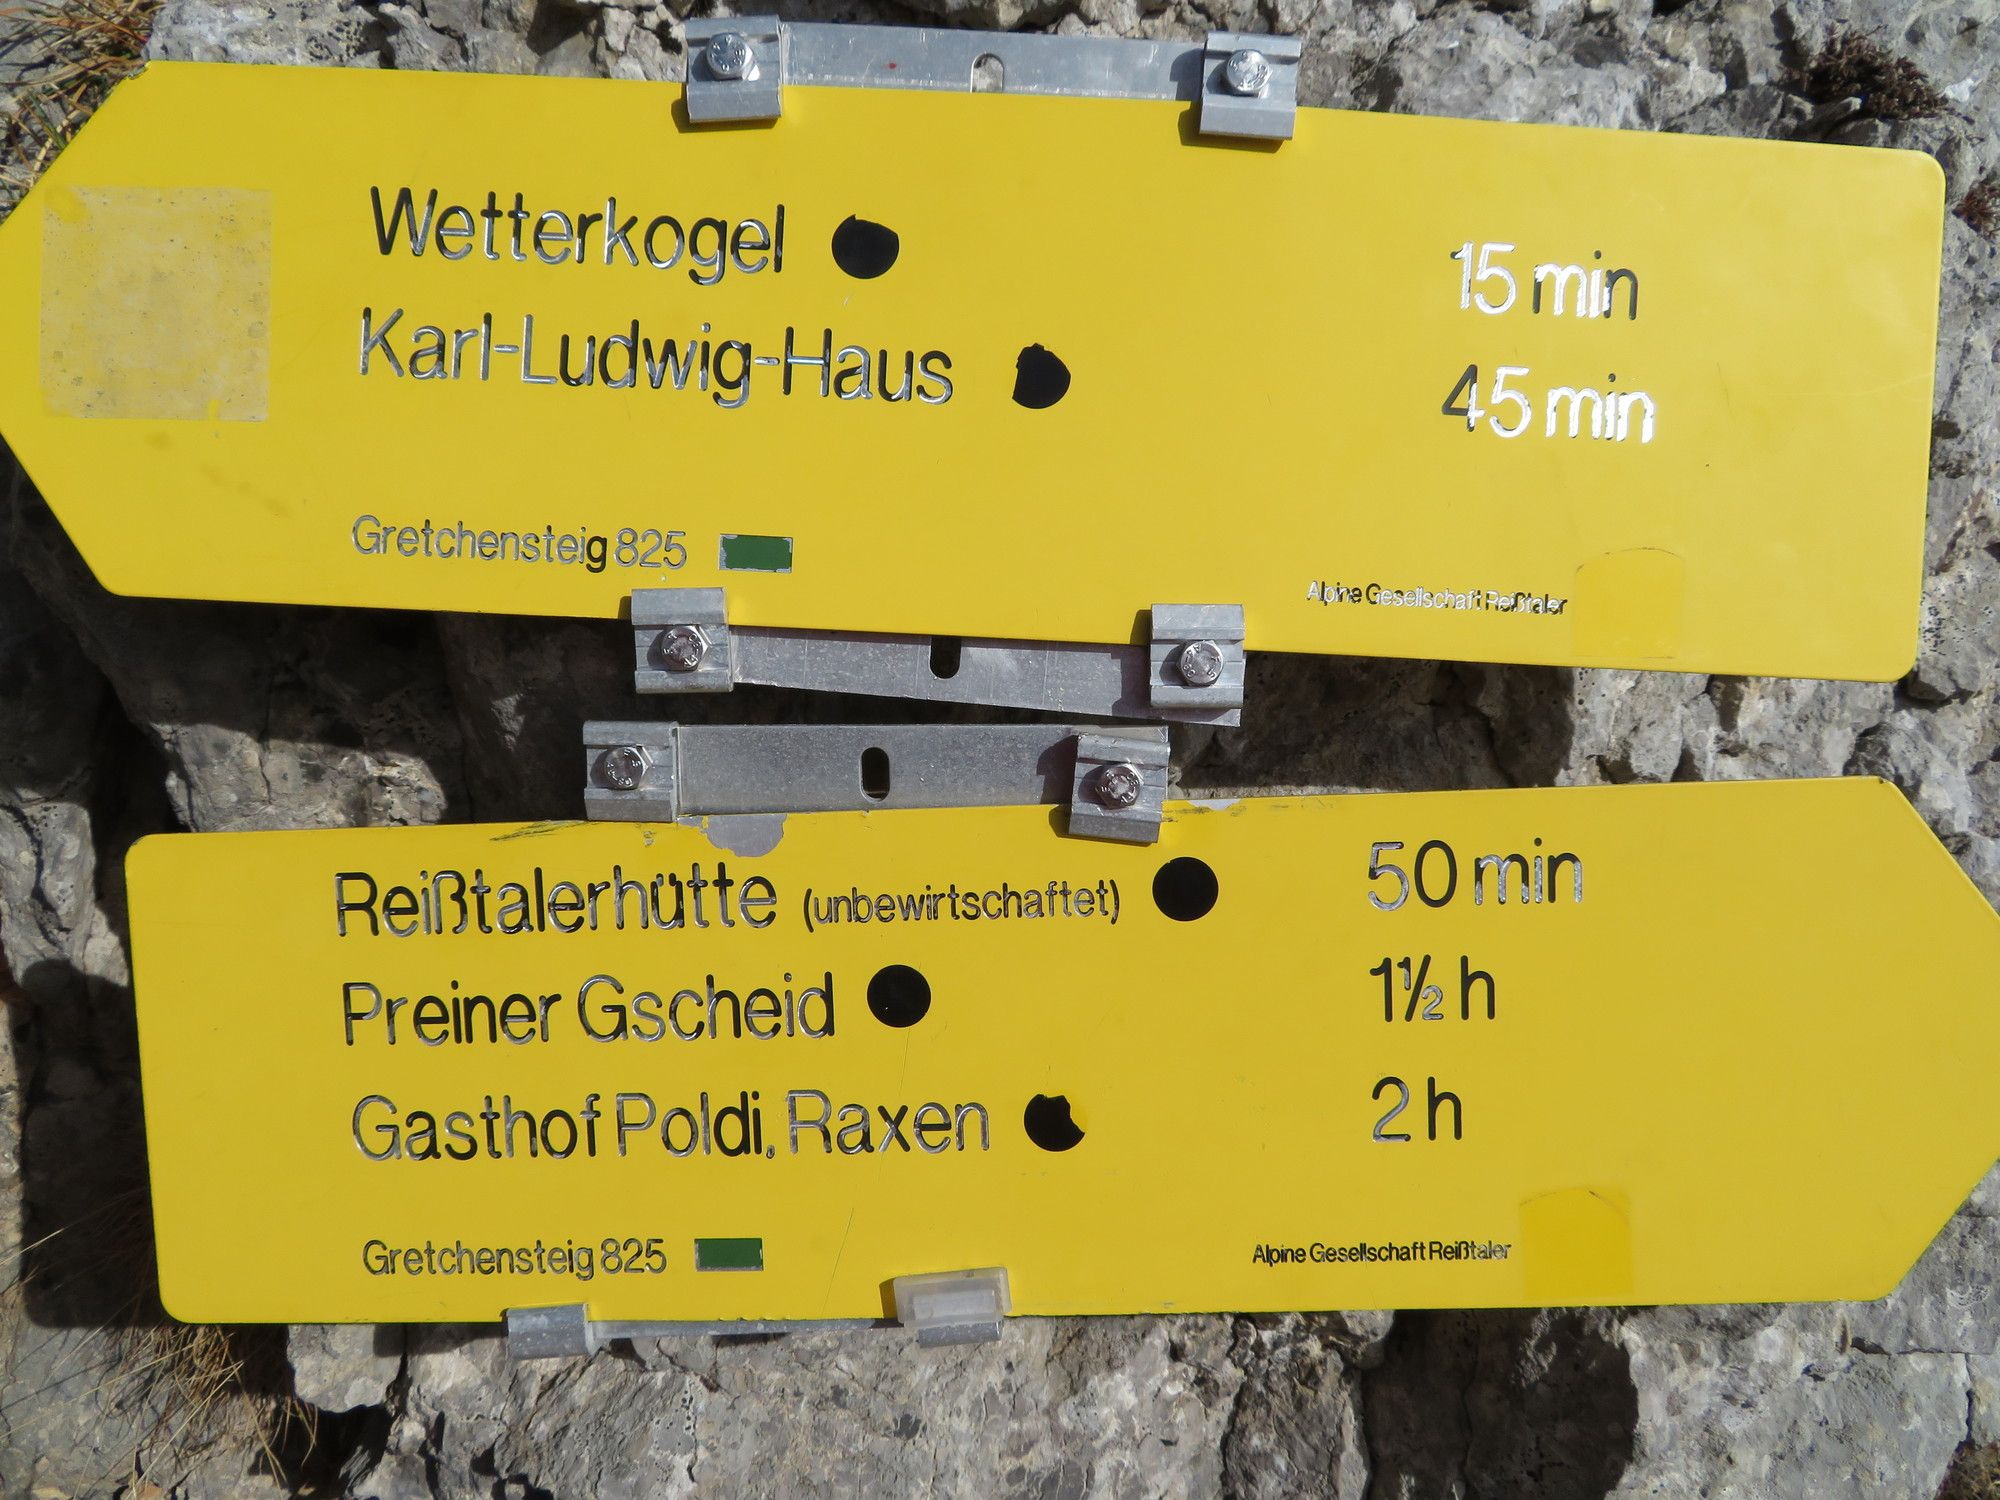 Wetterkogel 15 min
Karl-Ludwig-Haus 45 min
Gretchensteig 825
Alpine Gesellschaft Reißtaler
Reißtalerhütte (unbewirtschaftet) 50 min
Preiner Gscheid 1½ h
Gasthof Poldi, Raxen 2 h
Gretchensteig 825
Alpine Gesellschaft Reißtaler